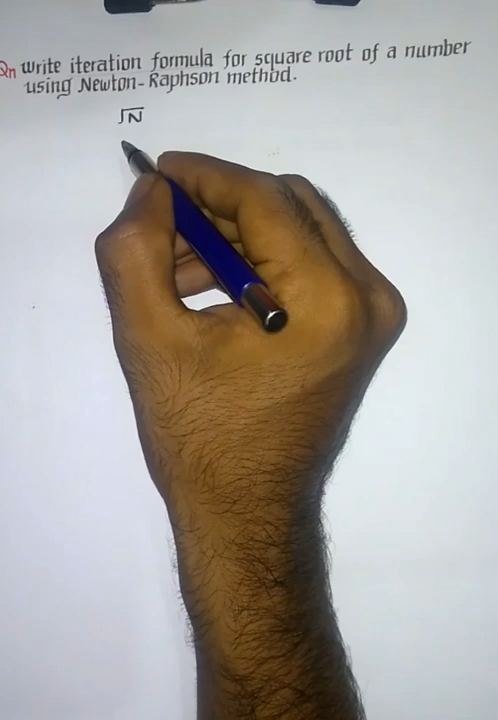 Qn Write iteration formula for square root of a number
using Newton-Raphson method.
√N